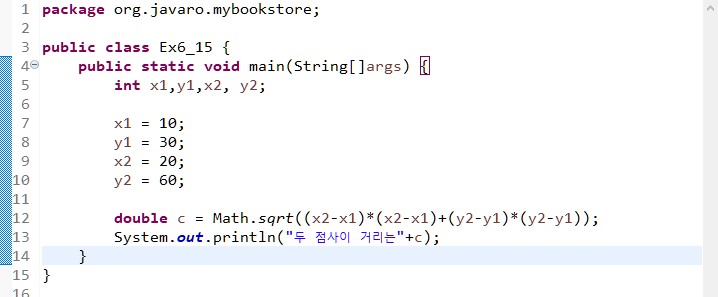 1 package org.javaro.mybookstore;
2
3 public class Ex6_15 {
4 public static void main(String[]args) {
5 int x1,y1,x2, y2;
6
7 x1 = 10;
8 y1 = 30;
9 x2 = 20;
10 y2 = 60;
11
12 double c = Math.sqrt((x2-x1)*(x2-x1)+(y2-y1)*(y2-y1));
13 System.out.println("두 점사이 거리는"+c);
14 }
15 }
16